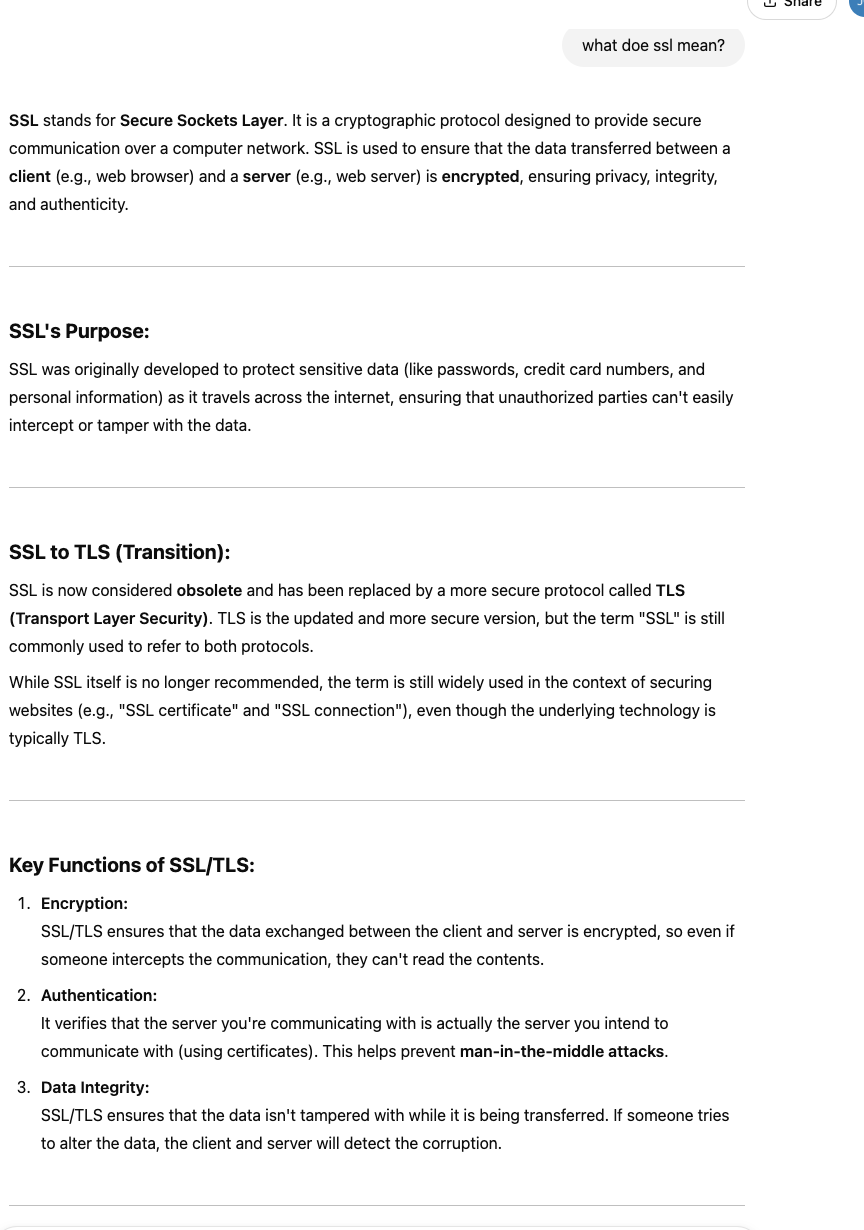 Share
what doe ssl mean?
SSL stands for Secure Sockets Layer. It is a cryptographic protocol designed to provide secure
communication over a computer network. SSL is used to ensure that the data transferred between a
client (e.g., web browser) and a server (e.g., web server) is encrypted, ensuring privacy, integrity,
and authenticity.
SSL's Purpose:
SSL was originally developed to protect sensitive data (like passwords, credit card numbers, and
personal information) as it travels across the internet, ensuring that unauthorized parties can't easily
intercept or tamper with the data.
SSL to TLS (Transition):
SSL is now considered obsolete and has been replaced by a more secure protocol called TLS
(Transport Layer Security). TLS is the updated and more secure version, but the term "SSL" is still
commonly used to refer to both protocols.
While SSL itself is no longer recommended, the term is still widely used in the context of securing
websites (e.g., "SSL certificate" and "SSL connection"), even though the underlying technology is
typically TLS.
Key Functions of SSL/TLS:
1. Encryption:
SSL/TLS ensures that the data exchanged between the client and server is encrypted, so even if
someone intercepts the communication, they can't read the contents.
2. Authentication:
It verifies that the server you're communicating with is actually the server you intend to
communicate with (using certificates). This helps prevent man-in-the-middle attacks.
3. Data Integrity:
SSL/TLS ensures that the data isn't tampered with while it is being transferred. If someone tries
to alter the data, the client and server will detect the corruption.